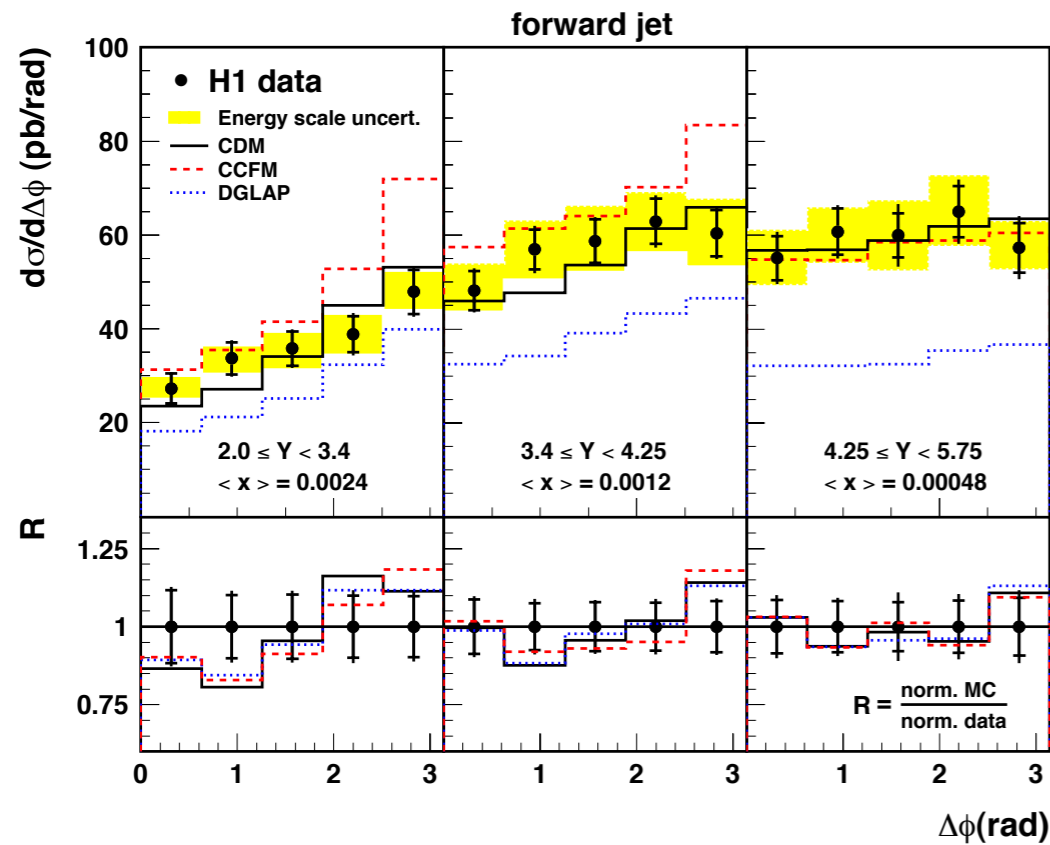 forward jet
dσ/dΔφ (pb/rad)
100
80
60
40
20
H1 data
Energy scale uncert.
CDM
CCFM
DGLAP
2.0 ≤ Y < 3.4
< x > = 0.0024
3.4 ≤ Y < 4.25
< x > = 0.0012
4.25 ≤ Y < 5.75
< x > = 0.00048
R
1.25
1
0.75
R = norm. MC
norm. data
0 1 2 3 1 2 3 1 2 3
Δφ(rad)